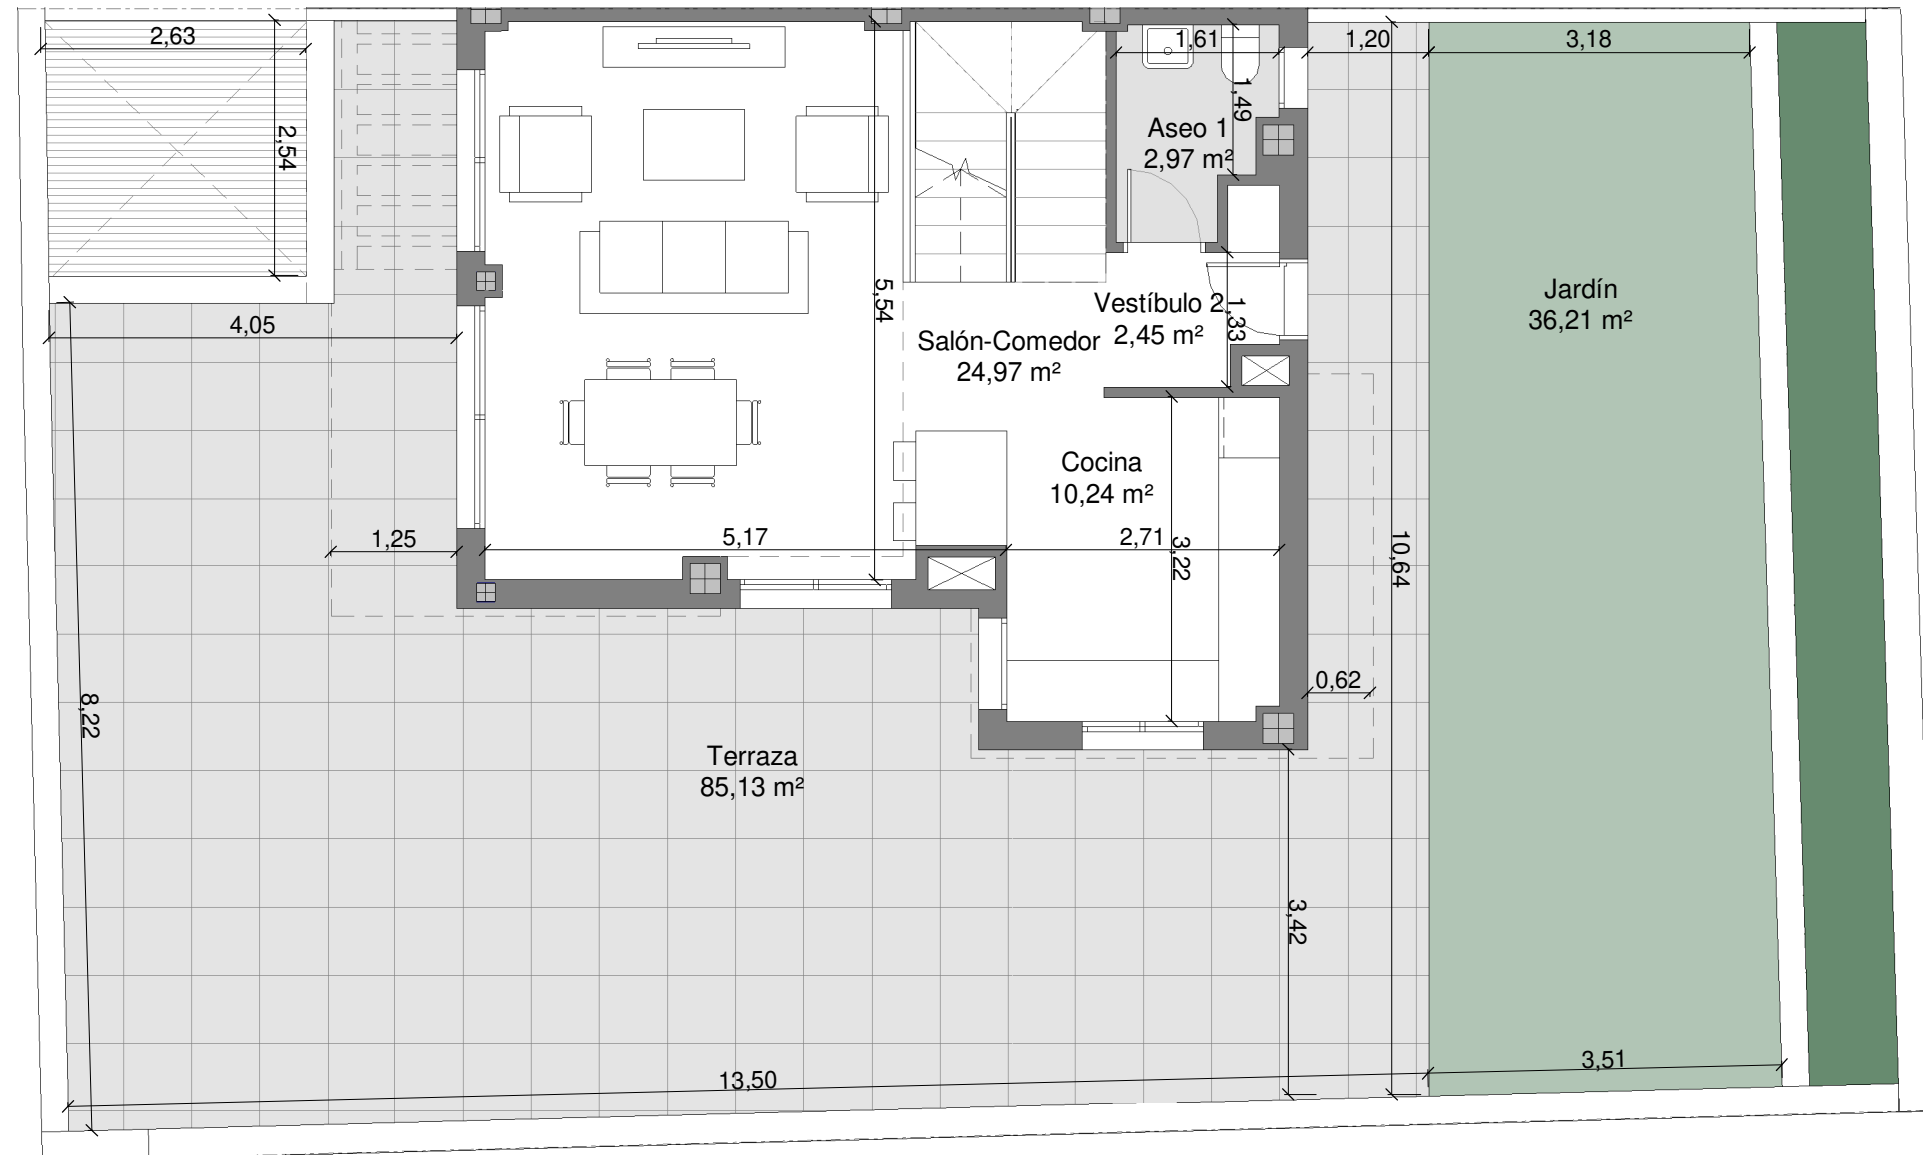 2,63
1,61
1,20
3,18
1,49
2,54
Aseo 1
2,97 m²
Jardín
36,21 m²
Vestíbulo 2
2,45 m²
1,33
5,54
4,05
Salón-Comedor
24,97 m²
Cocina
10,24 m²
1,25
5,17
2,71
3,22
10,64
0,62
8,22
Terraza
85,13 m²
3,42
13,50
3,51